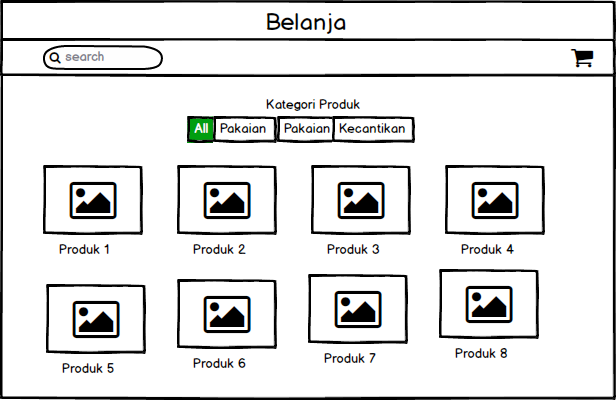 Belanja
search
Kategori Produk
All Pakaian Pakaian Kecantikan
Produk 1 Produk 2 Produk 3 Produk 4
Produk 5 Produk 6 Produk 7 Produk 8